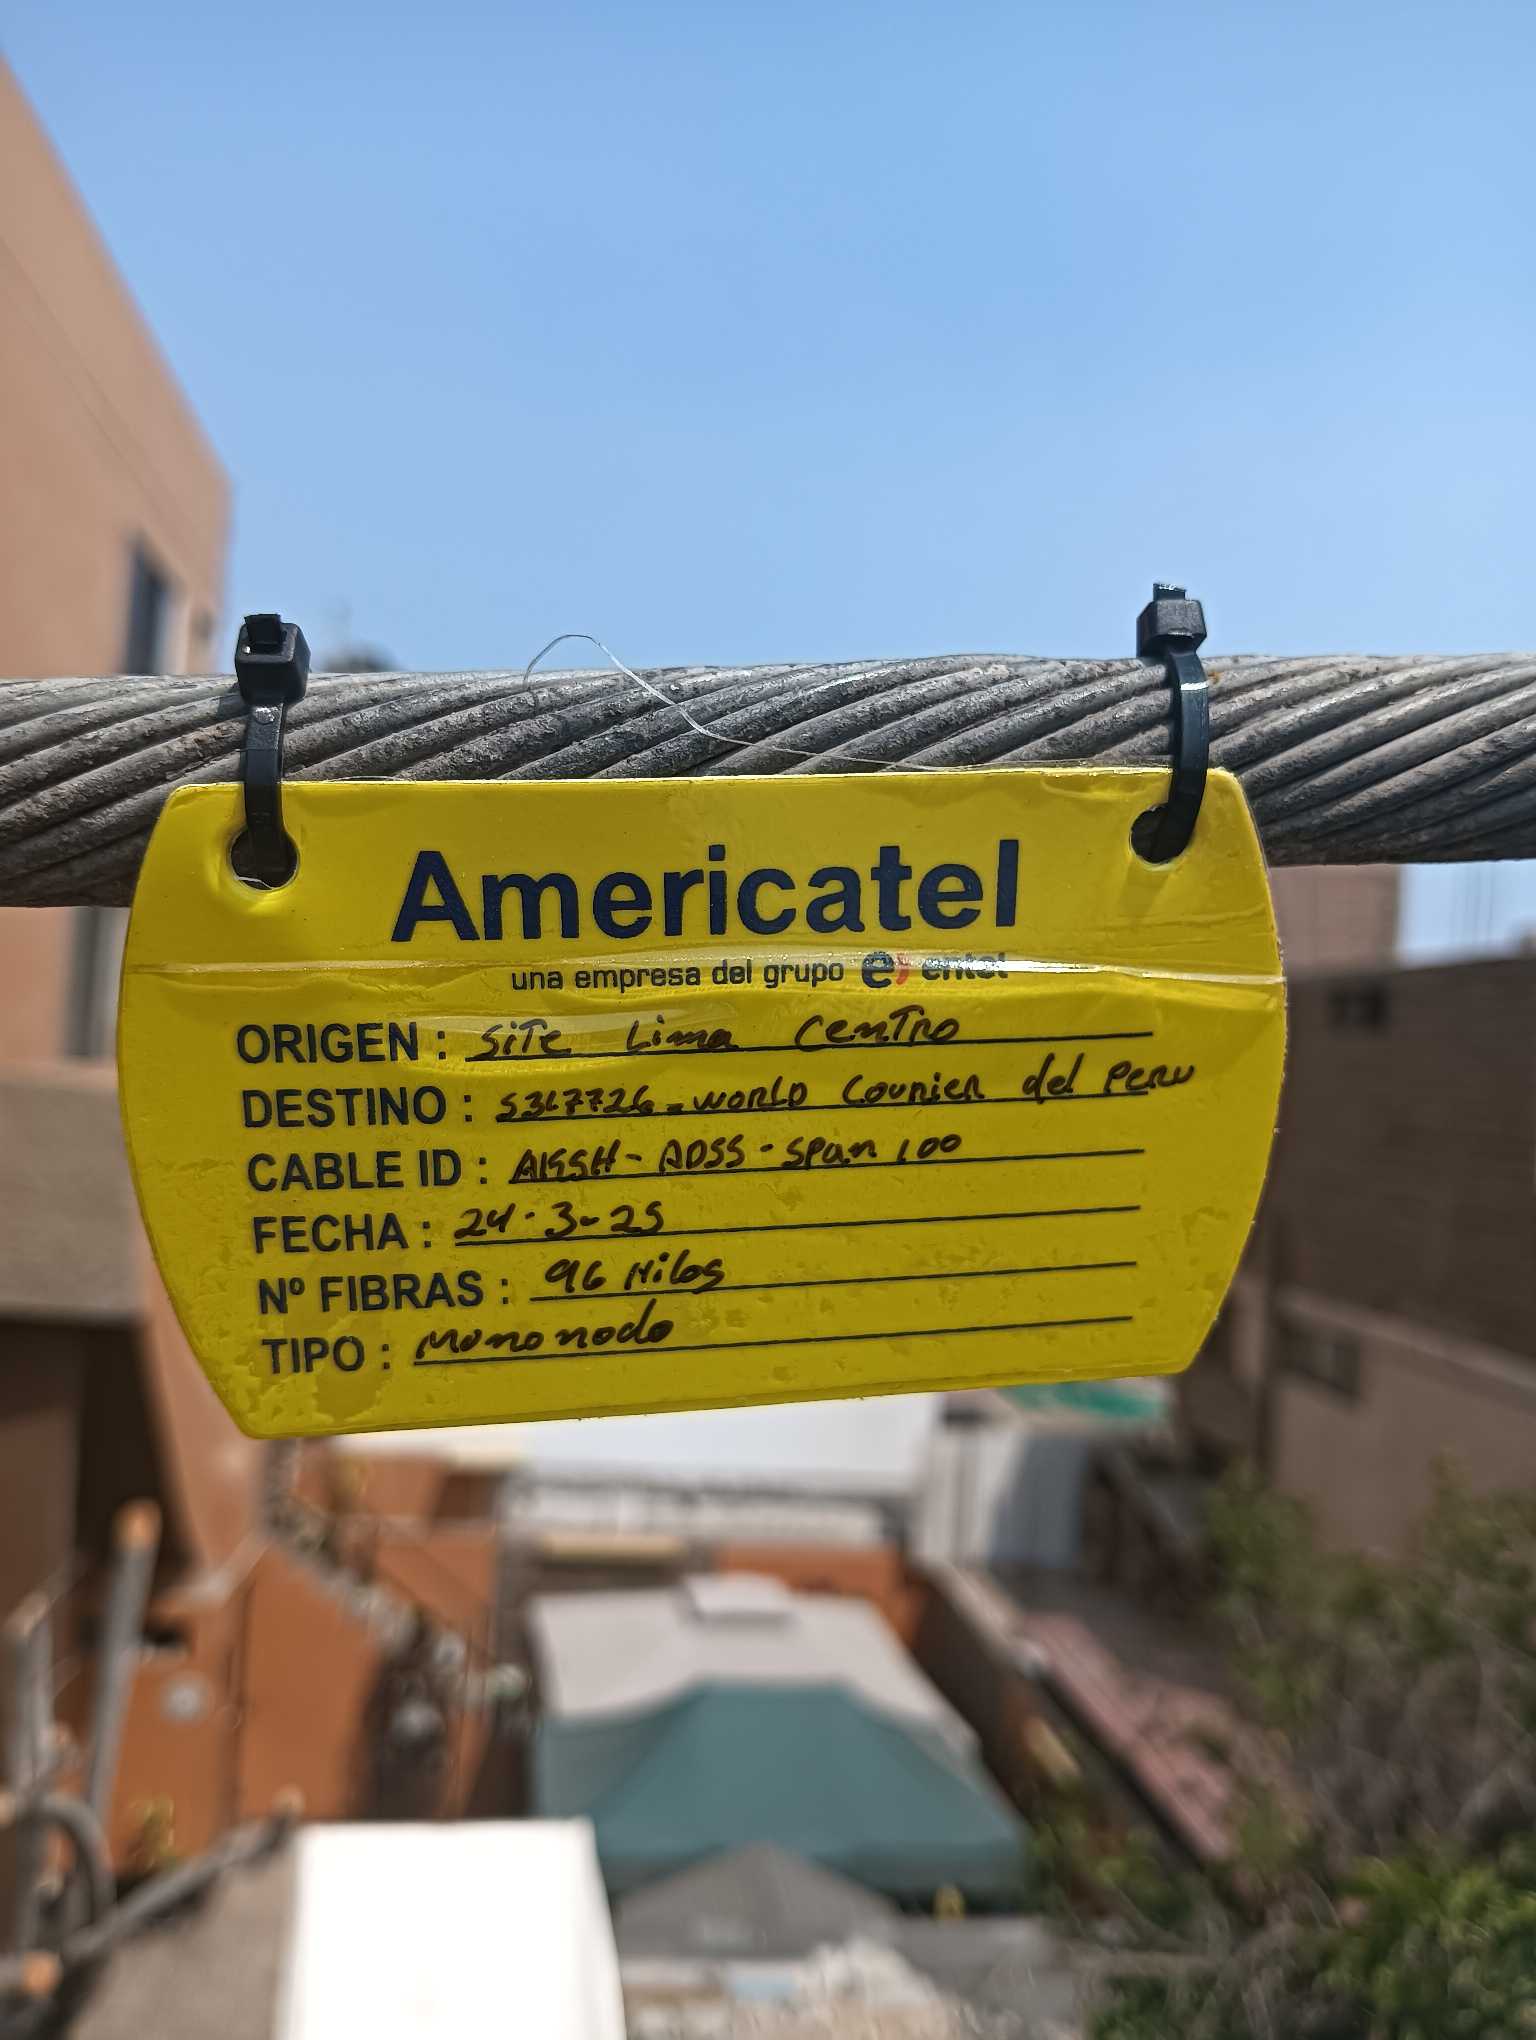 Americatel
una empresa del grupo e) entel
ORIGEN : Site Lima Centro
DESTINO : 5367726-World Courier del Peru
CABLE ID : - ADSS - Span 100
FECHA : 24-3-25
Nº FIBRAS : 96 Hilos
TIPO : Mononodo